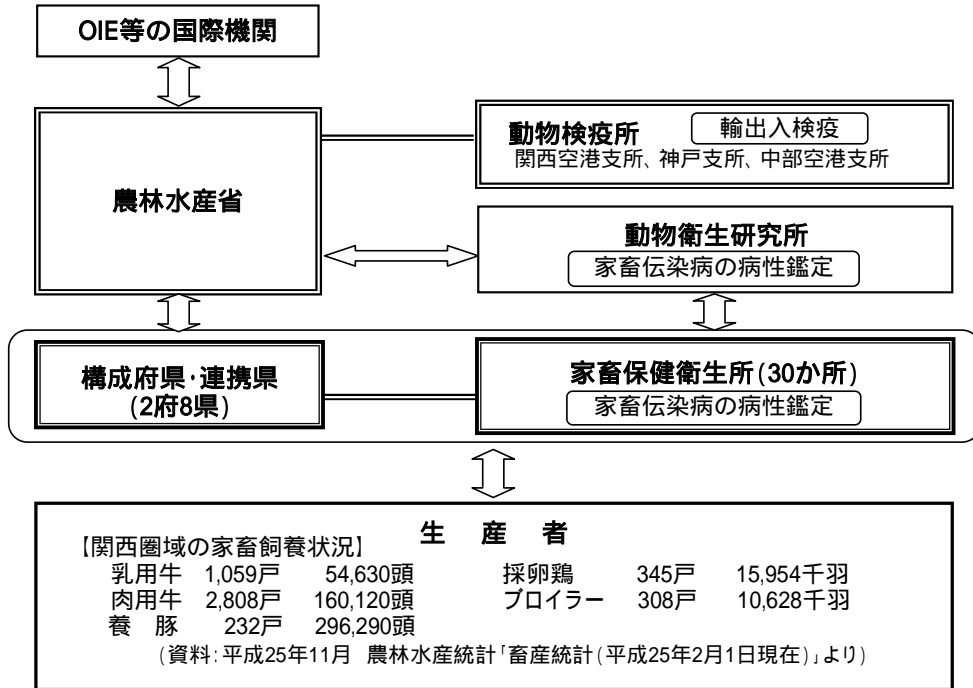 OIE等の国際機関
農林水産省
動物検疫所 輸出入検疫
関西空港支所、神戸支所、中部空港支所
動物衛生研究所
家畜伝染病の病性鑑定
構成府県・連携県
(2府8県)
家畜保健衛生所(30か所)
家畜伝染病の病性鑑定
生 産 者
【関西圏域の家畜飼養状況】
乳用牛 1,059戸 54,630頭 採卵鶏 345戸 15,954千羽
肉用牛 2,808戸 160,120頭 ブロイラー 308戸 10,628千羽
養 豚 232戸 296,290頭
(資料:平成25年11月 農林水産統計「畜産統計(平成25年2月1日現在)」より)